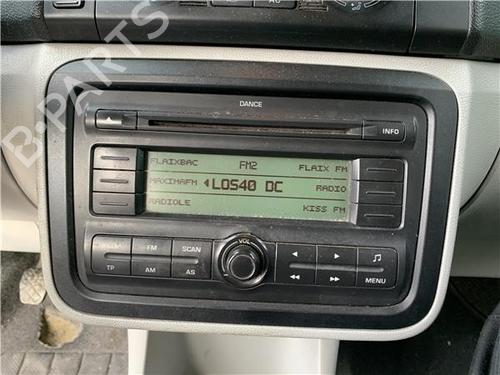 AC
DANCE
INFO
FLAIXBAC FM2 FLAIX FM
MAXIMAFM LOS40 DC RADIO
RADIOLE KISS FM
FM SCAN VOL
TP AM AS MENU
B-PARTS